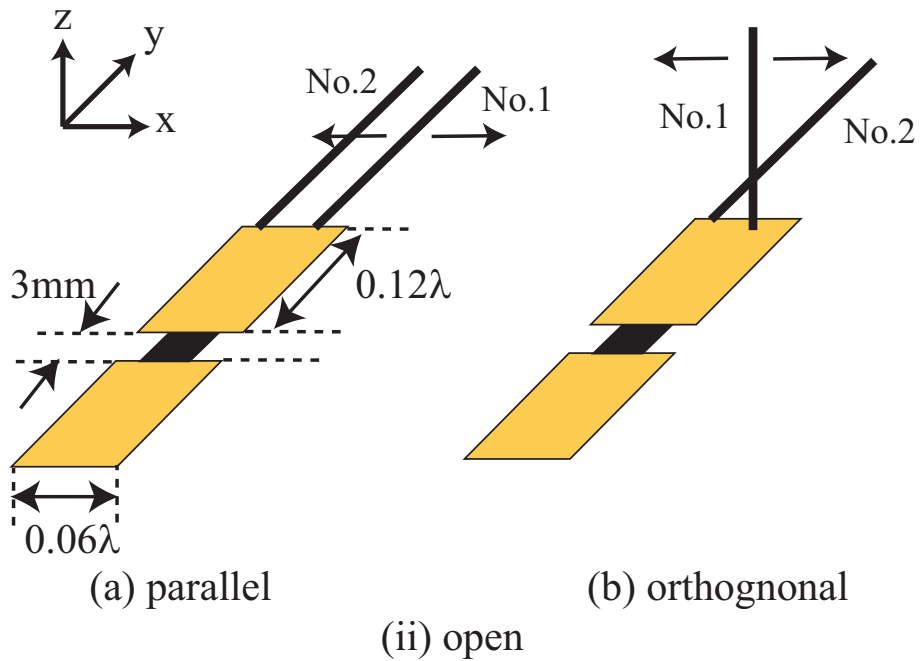 z
y
x
No.2
No.1
3mm
0.12λ
0.06λ
(a) parallel
No.1
No.2
(b) orthognonal
(ii) open